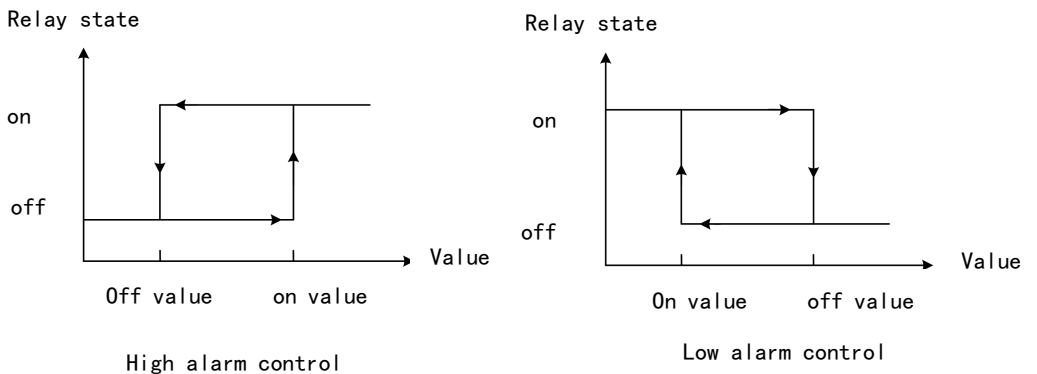 Relay state
on
off
Value
Off value
on value
High alarm control
Relay state
on
off
Value
On value
off value
Low alarm control